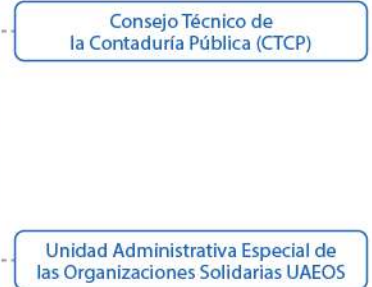 Consejo Técnico de
la Contaduría Pública (CTCP)
Unidad Administrativa Especial de
las Organizaciones Solidarias UAEOS